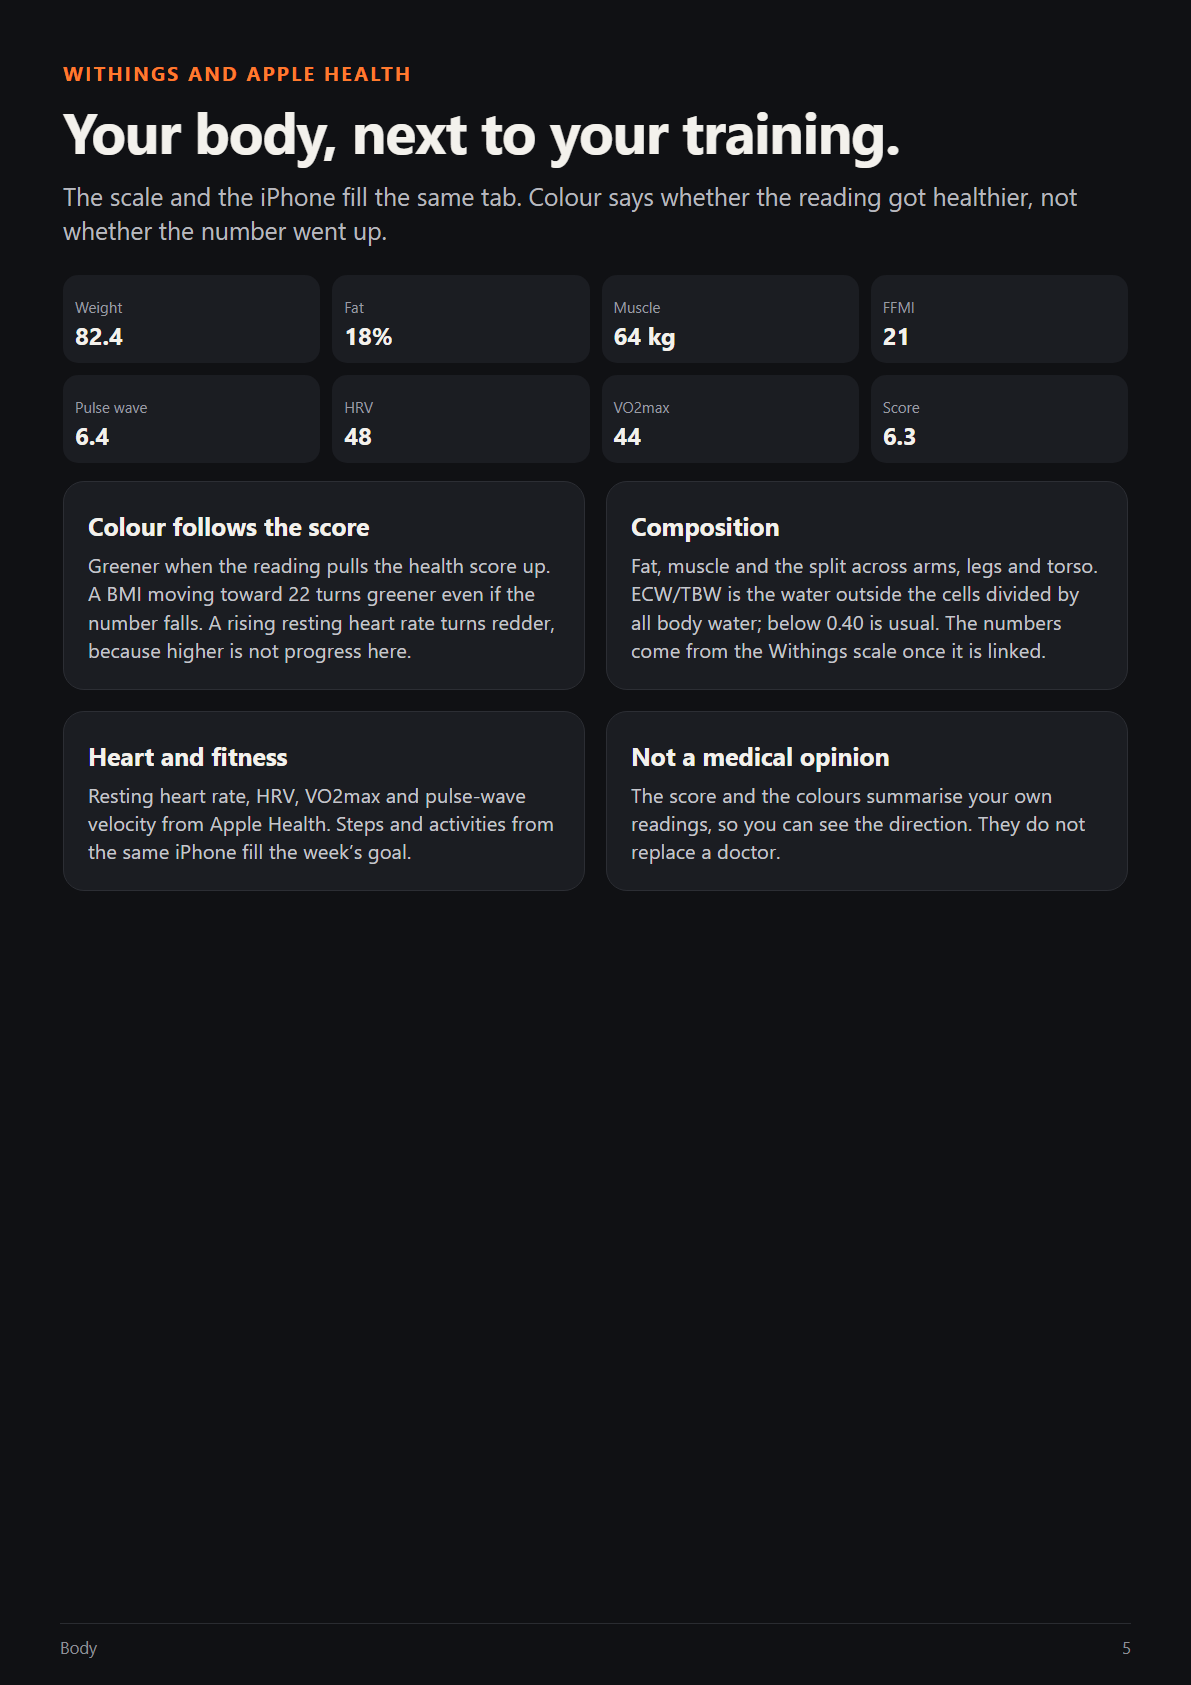 WITHINGS AND APPLE HEALTH
Your body, next to your training.
The scale and the iPhone fill the same tab. Colour says whether the reading got healthier, not
whether the number went up.
Weight
82.4
Fat
18%
Muscle
64 kg
FFMI
21
Pulse wave
6.4
HRV
48
VO2max
44
Score
6.3
Colour follows the score
Greener when the reading pulls the health score up.
A BMI moving toward 22 turns greener even if the
number falls. A rising resting heart rate turns redder,
because higher is not progress here.
Composition
Fat, muscle and the split across arms, legs and torso.
ECW/TBW is the water outside the cells divided by
all body water; below 0.40 is usual. The numbers
come from the Withings scale once it is linked.
Heart and fitness
Resting heart rate, HRV, VO2max and pulse-wave
velocity from Apple Health. Steps and activities from
the same iPhone fill the week's goal.
Not a medical opinion
The score and the colours summarise your own
readings, so you can see the direction. They do not
replace a doctor.
Body
5